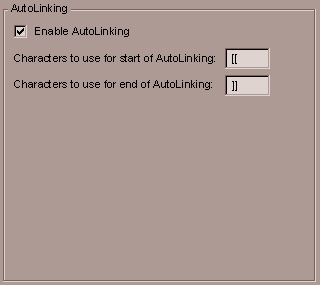 AutoLinking
Enable AutoLinking
Characters to use for start of AutoLinking: [[
Characters to use for end of AutoLinking: ]]